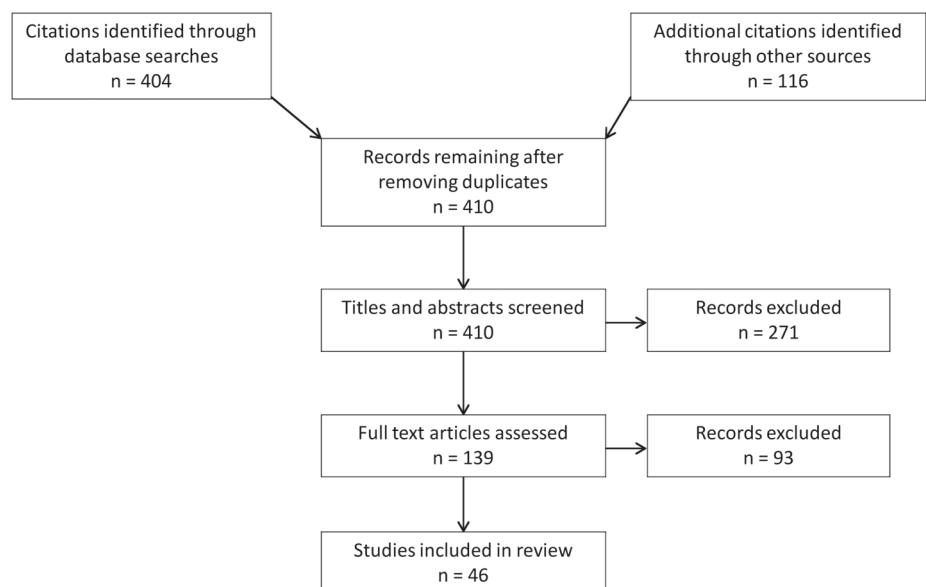 Citations identified through
database searches
n = 404
Additional citations identified
through other sources
n = 116
Records remaining after
removing duplicates
n = 410
Titles and abstracts screened
n = 410
Records excluded
n = 271
Full text articles assessed
n = 139
Records excluded
n = 93
Studies included in review
n = 46